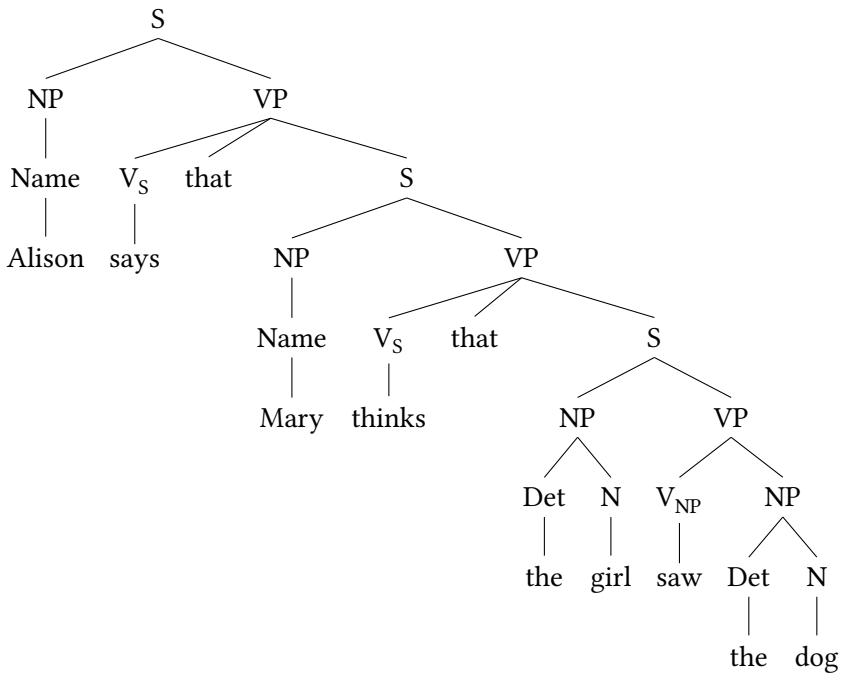 S
NP VP
Name V_S that S
Alison says NP VP
Name V_S that S
Mary thinks NP VP
Det N V_NP NP
the girl saw Det N
the dog